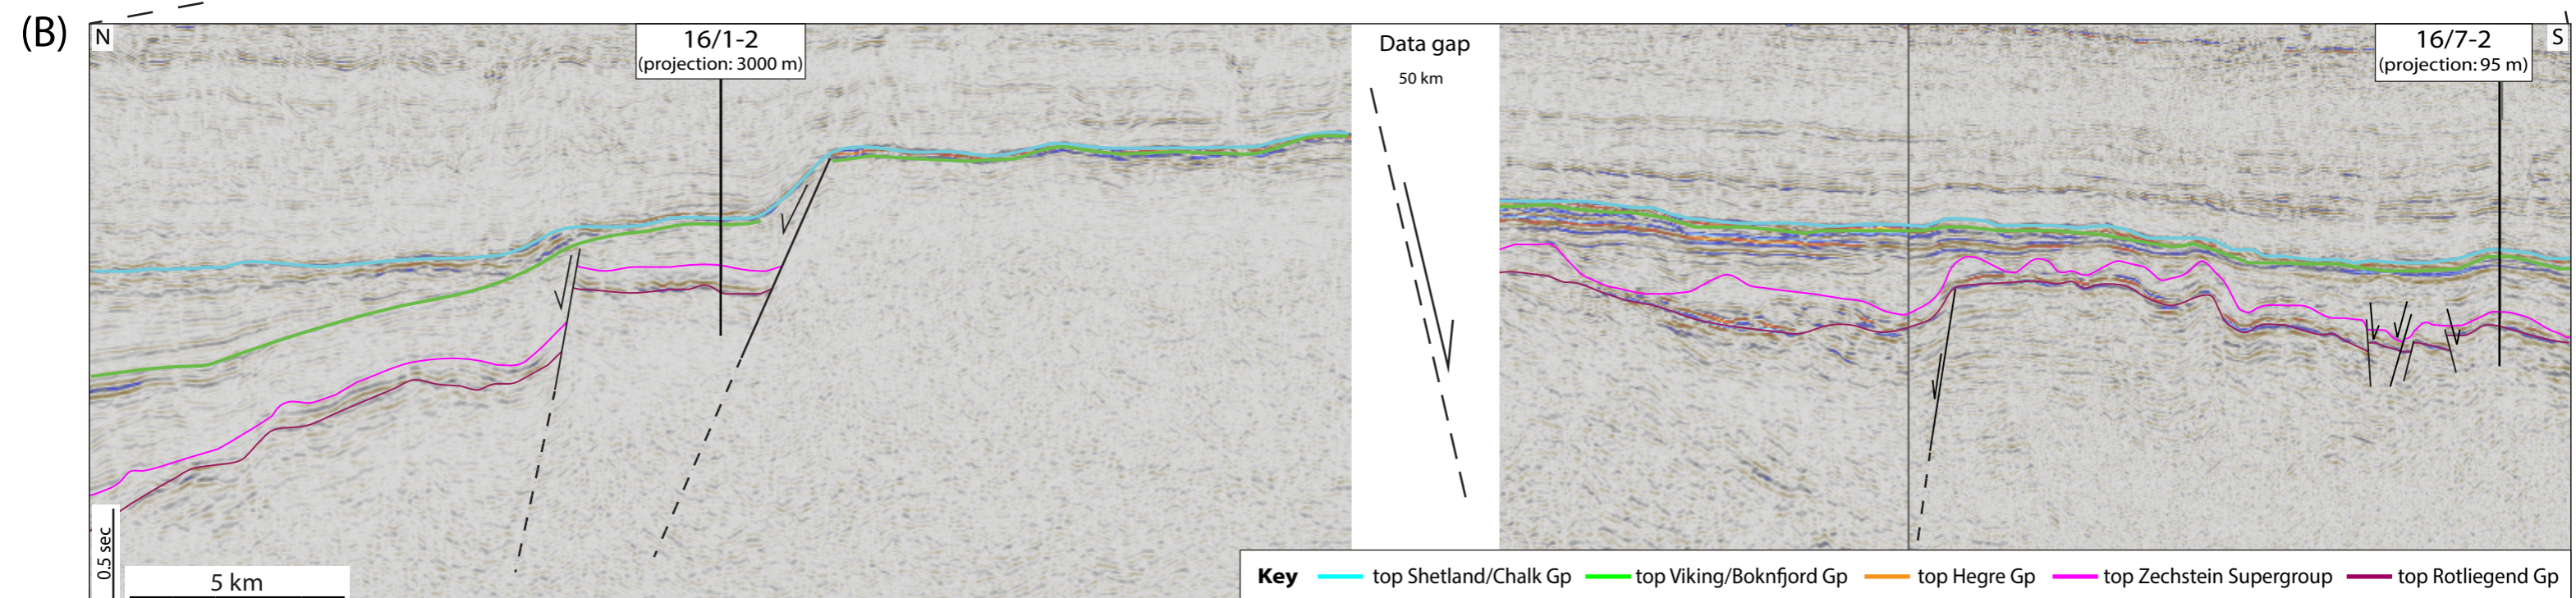 (B)
N
16/1-2
(projection: 3000 m)
Data gap
50 km
16/7-2
(projection: 95 m)
S
0.5 sec
5 km
Key
top Shetland/Chalk Gp
top Viking/Boknfjord Gp
top Hegre Gp
top Zechstein Supergroup
top Rotliegend Gp